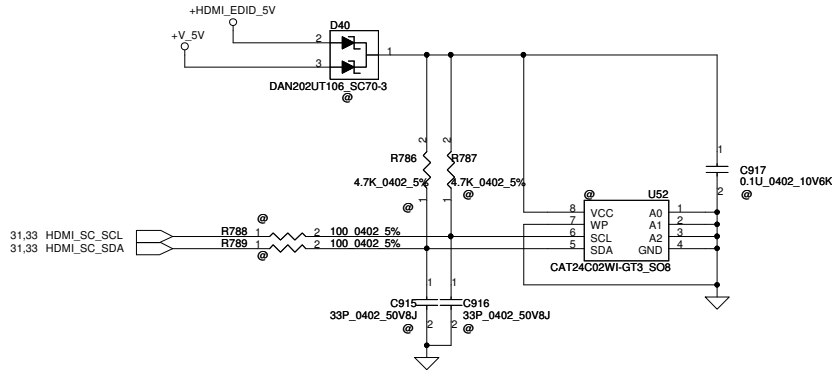 +HDMI_EDID_5V
+V_5V
D40
2
1
3
DAN202UT106_SC70-3
@
2
2
R786
R787
4.7K_0402_5%
4.7K_0402_5%
@
@
1
1
1
C917
0.1U_0402_10V6K
2
@
@
U52
8 VCC A0 1
7 WP A1 2
6 SCL A2 3
5 SDA GND 4
CAT24C02WI-GT3_SO8
@
31,33 HDMI_SC_SCL R788 1 2 100_0402_5%
31,33 HDMI_SC_SDA R789 1 2 100_0402_5%
@
1
1
C915
C916
33P_0402_50V8J
33P_0402_50V8J
2
2
@
@